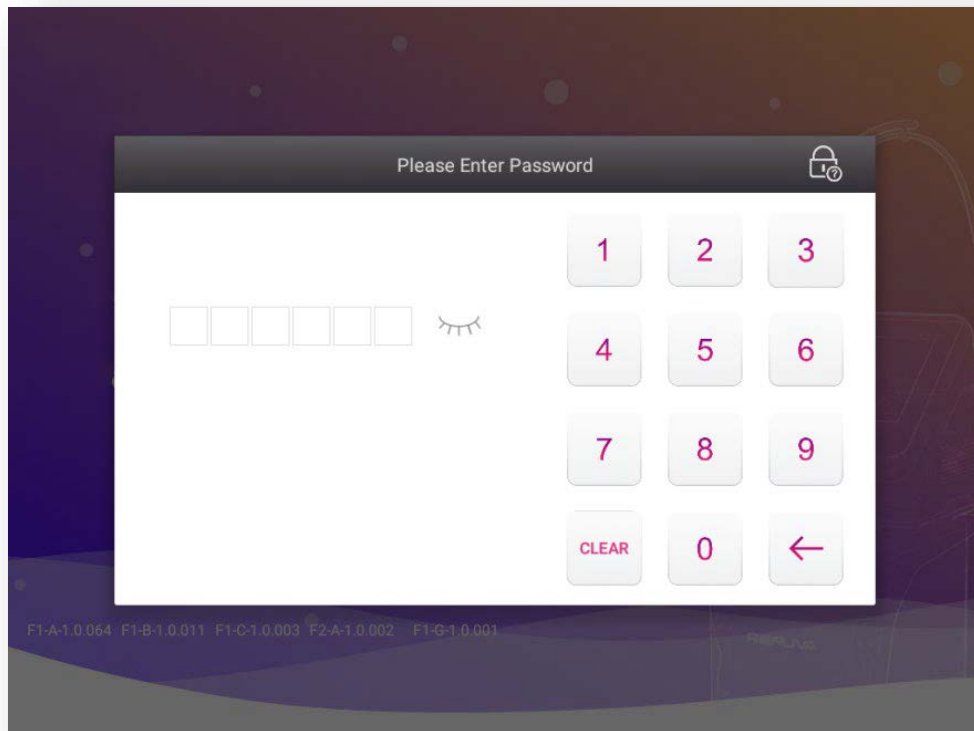 Please Enter Password
1 2 3
4 5 6
7 8 9
CLEAR 0
F1-A-1.0.064 F1-B-1.0.011 F1-C-1.0.003 F2-A-1.0.002 F1-G-1.0.001